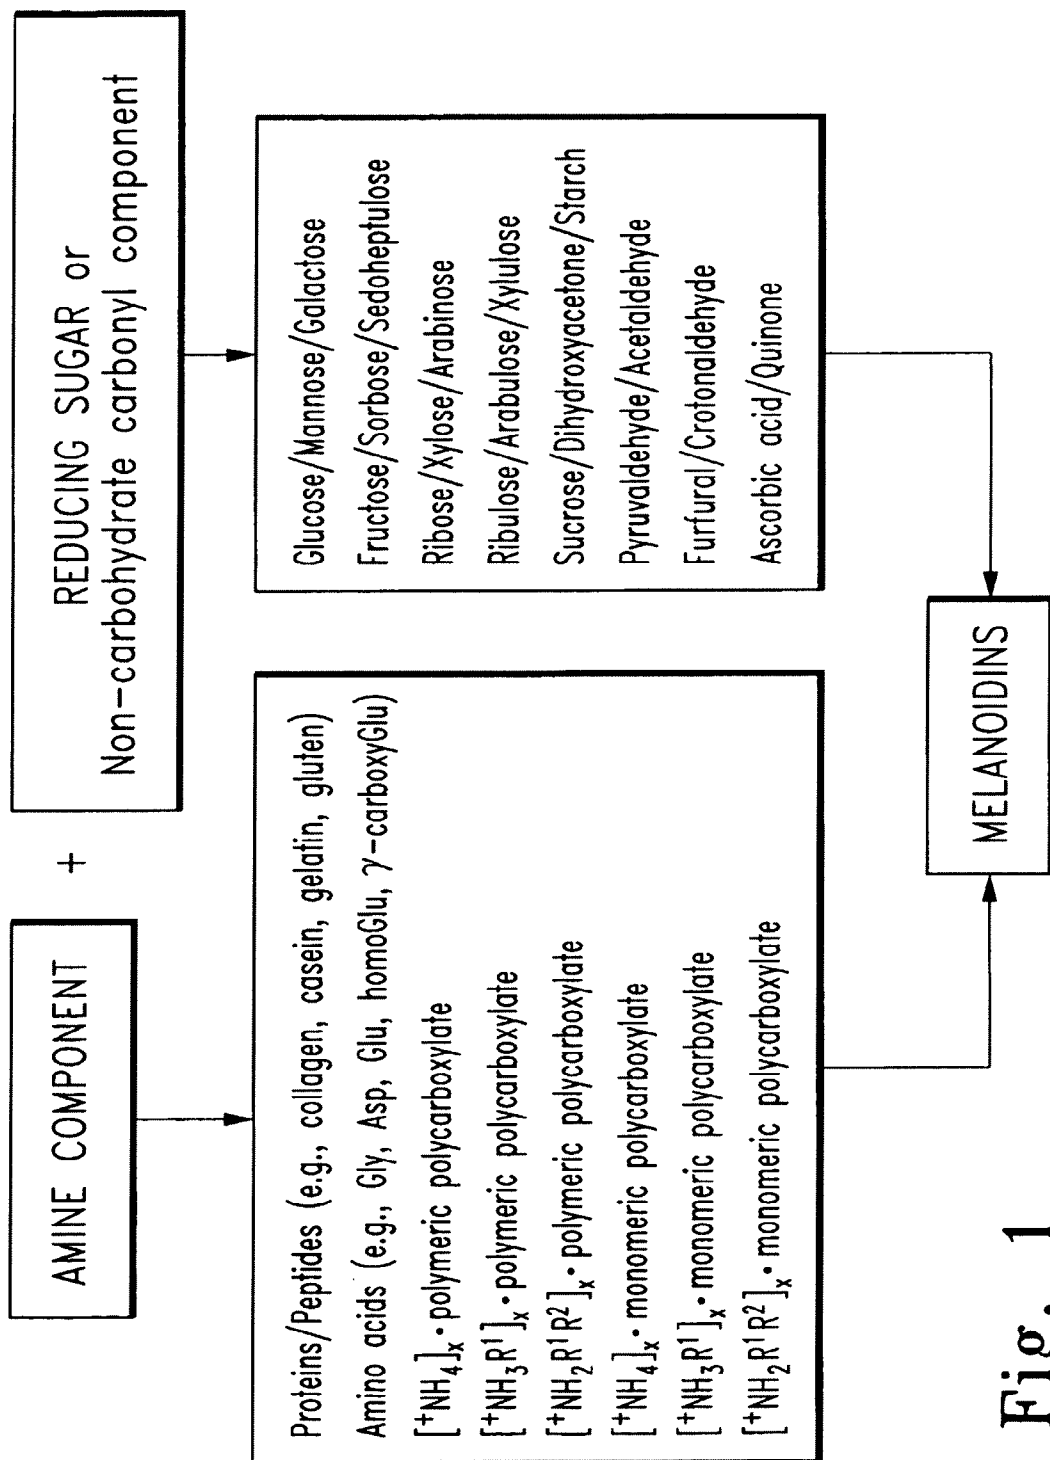 AMINE COMPONENT
+
REDUCING SUGAR or
Non-carbohydrate carbonyl component
Proteins/Peptides (e.g., collagen, casein, gelatin, gluten)
Amino acids (e.g., Gly, Asp, Glu, homoGlu, γ-carboxyGlu)
[⁺NH₄]ₓ•polymeric polycarboxylate
[⁺NH₃R¹]ₓ•polymeric polycarboxylate
[⁺NH₂R¹R²]ₓ•polymeric polycarboxylate
[⁺NH₄]ₓ•monomeric polycarboxylate
[⁺NH₃R¹]ₓ•monomeric polycarboxylate
[⁺NH₂R¹R²]ₓ•monomeric polycarboxylate
Glucose/Mannose/Galactose
Fructose/Sorbose/Sedoheptulose
Ribose/Xylose/Arabinose
Ribulose/Arabulose/Xylulose
Sucrose/Dihydroxyacetone/Starch
Pyruvaldehyde/Acetaldehyde
Furfural/Crotonaldehyde
Ascorbic acid/Quinone
MELANOIDINS
Fig. 1